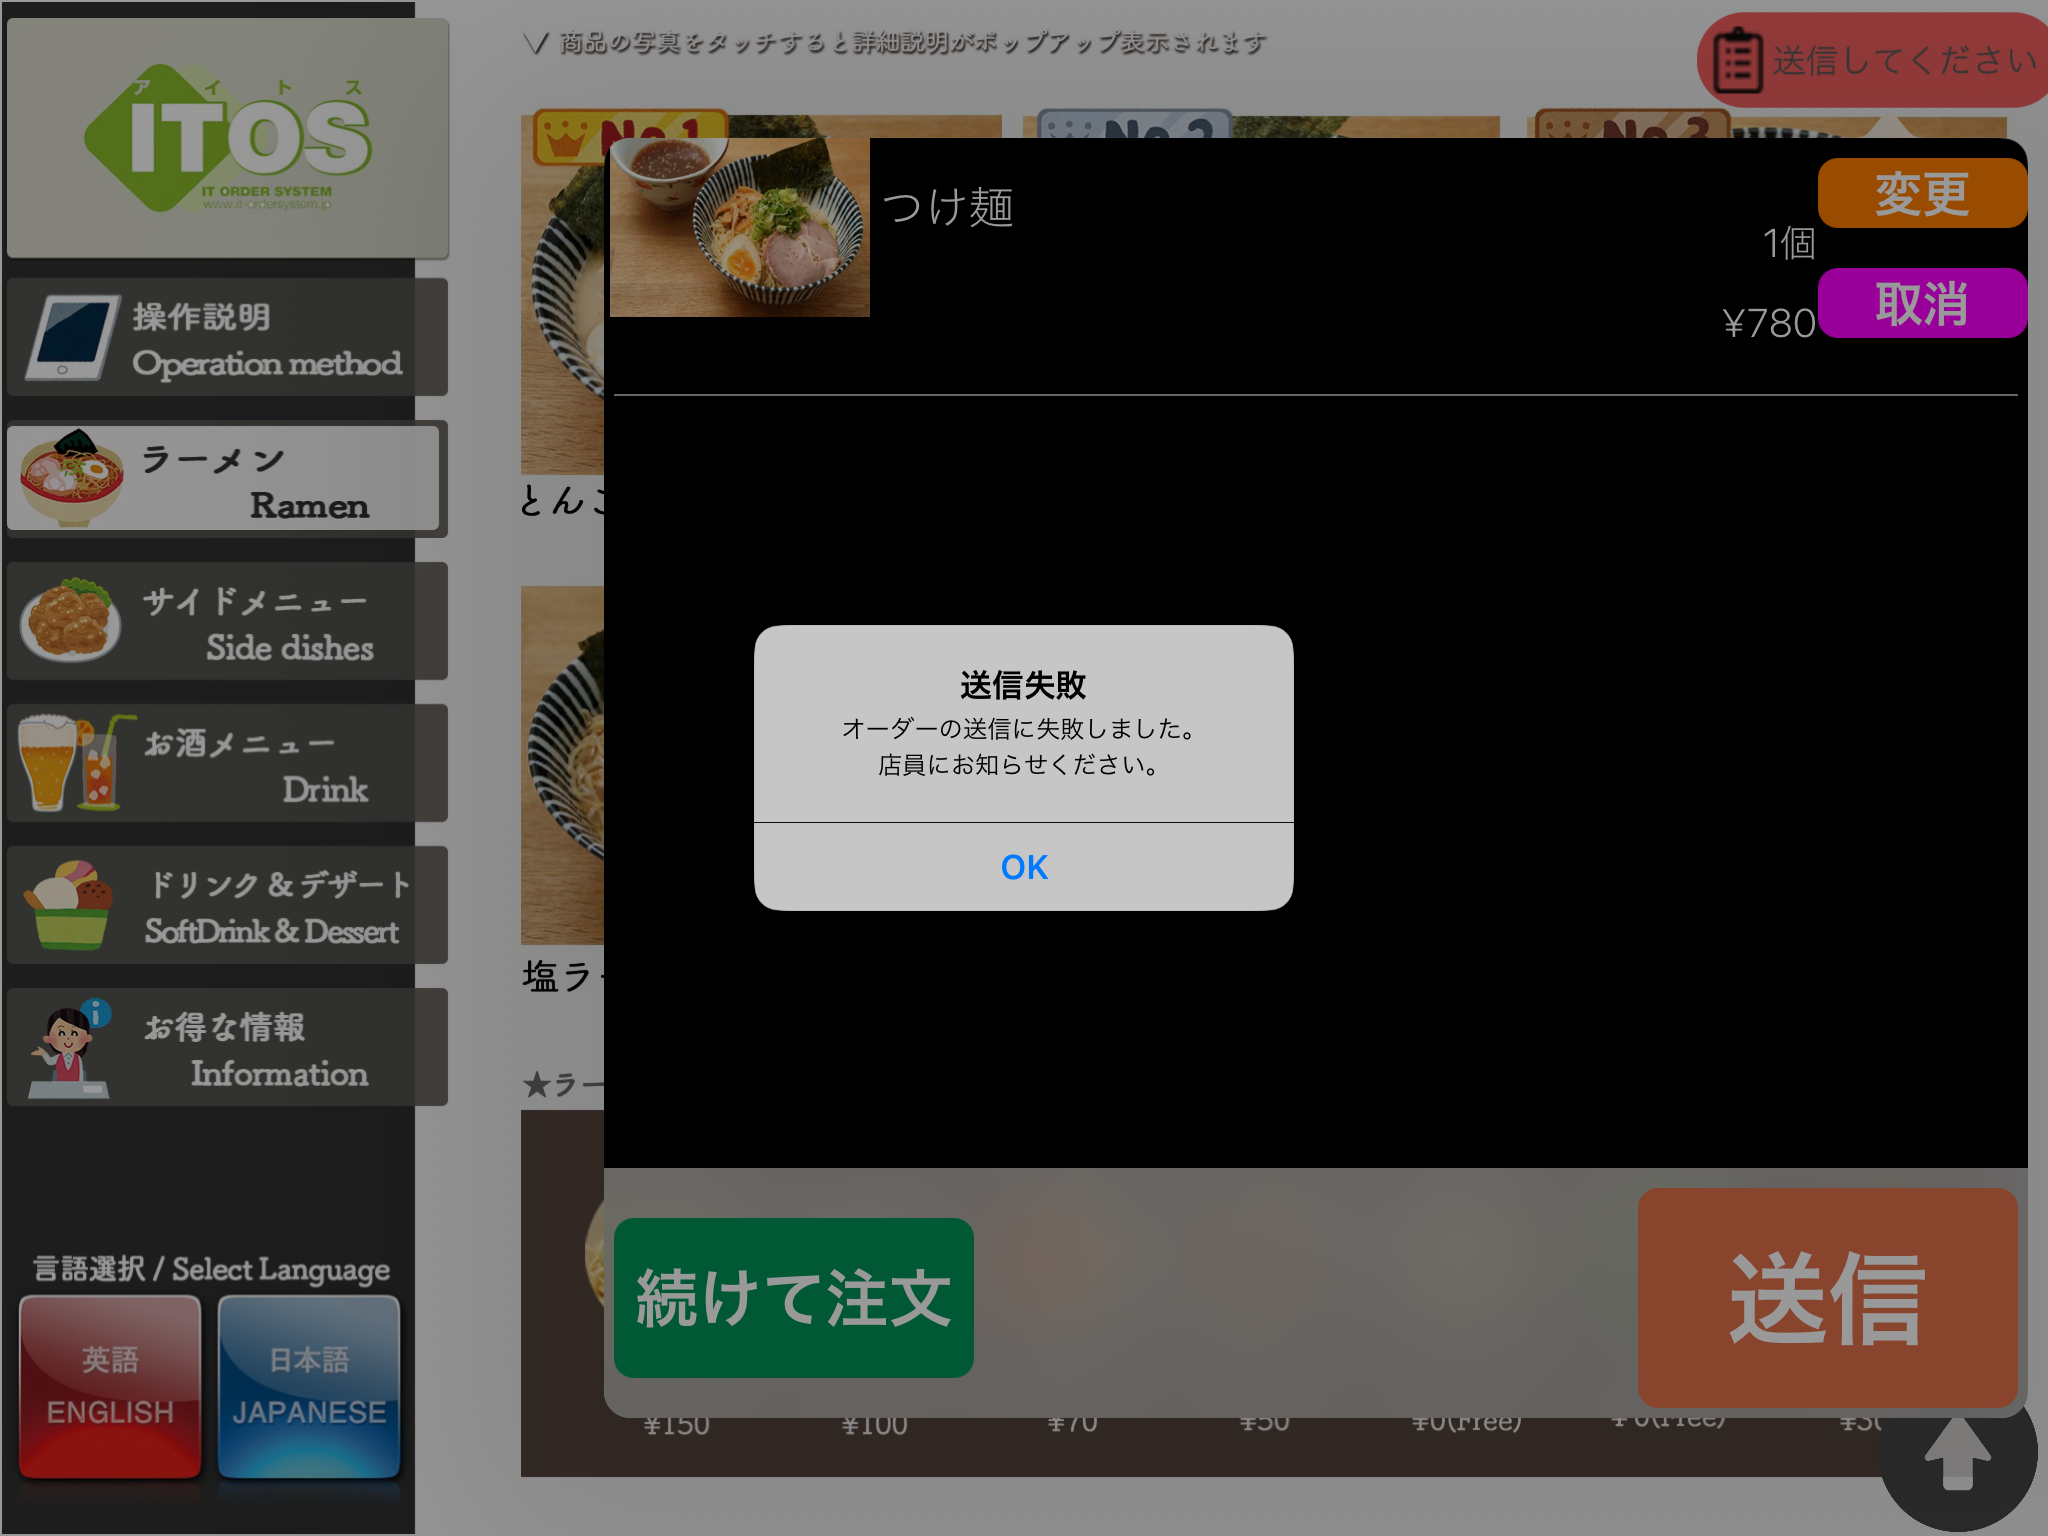 アイトス
ITOS
IT ORDER SYSTEM
www.it-ordersystem.jp
操作説明
Operation method
ラーメン
Ramen
サイドメニュー
Side dishes
お酒メニュー
Drink
ドリンク & デザート
SoftDrink & Dessert
お得な情報
Information
言語選択 / Select Language
英語
ENGLISH
日本語
JAPANESE
▽ 商品の写真をタッチすると詳細説明がポップアップ表示されます
送信してください
No.1
No.2
No.3
つけ麺
変更
1個
取消
¥780
とんこ
送信失敗
オーダーの送信に失敗しました。
店員にお知らせください。
OK
塩ラー
★ラー
続けて注文
送信
¥150
¥100
¥70
¥50
¥0(Free)
¥0(Free)